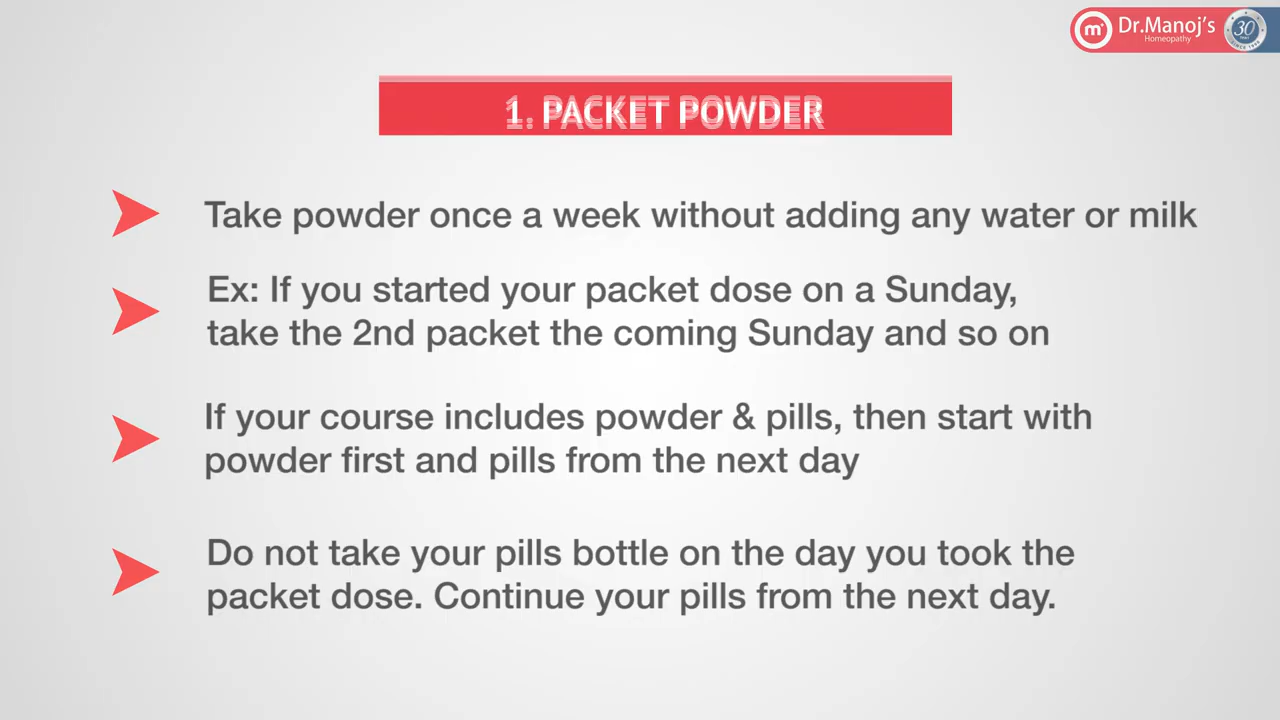 m+
Dr.Manoj's
Homeopathy
30
YEARS
1. PACKET POWDER
Take powder once a week without adding any water or milk
Ex: If you started your packet dose on a Sunday,
take the 2nd packet the coming Sunday and so on
If your course includes powder & pills, then start with
powder first and pills from the next day
Do not take your pills bottle on the day you took the
packet dose. Continue your pills from the next day.